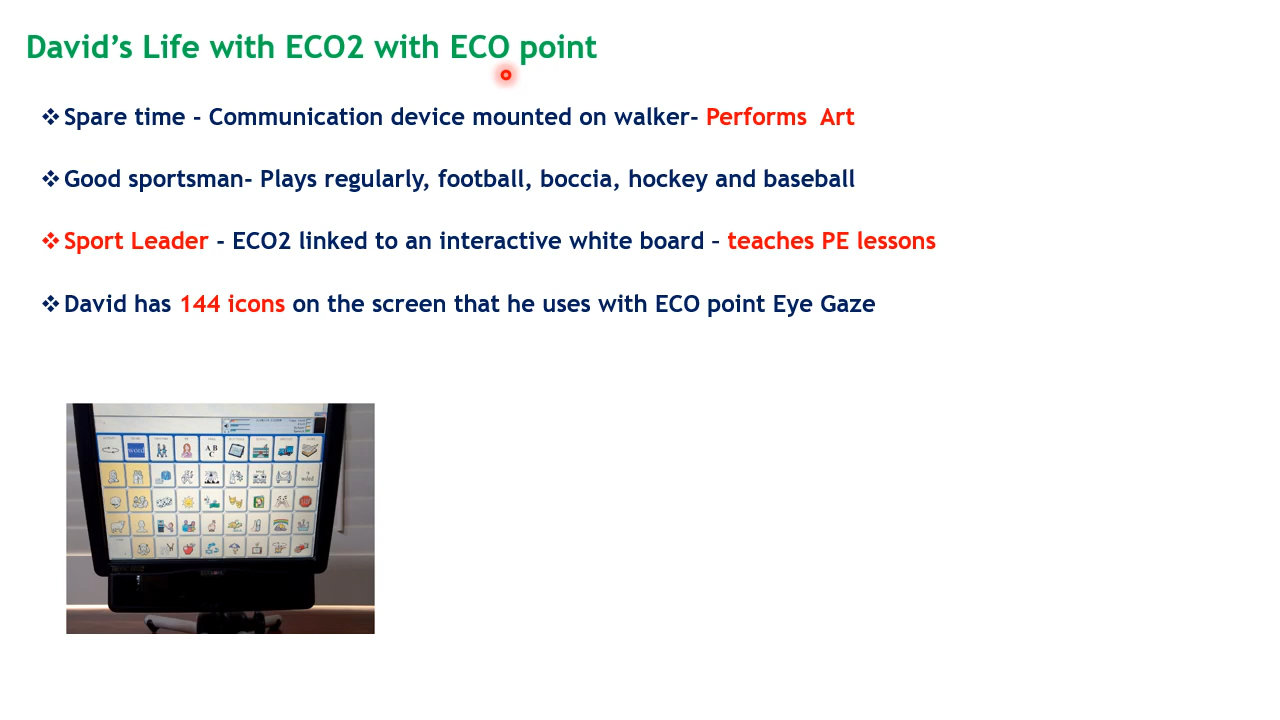 David’s Life with ECO2 with ECO point
❖Spare time - Communication device mounted on walker- Performs Art
❖Good sportsman- Plays regularly, football, boccia, hockey and baseball
❖Sport Leader - ECO2 linked to an interactive white board – teaches PE lessons
❖David has 144 icons on the screen that he uses with ECO point Eye Gaze
word
A B
C
word